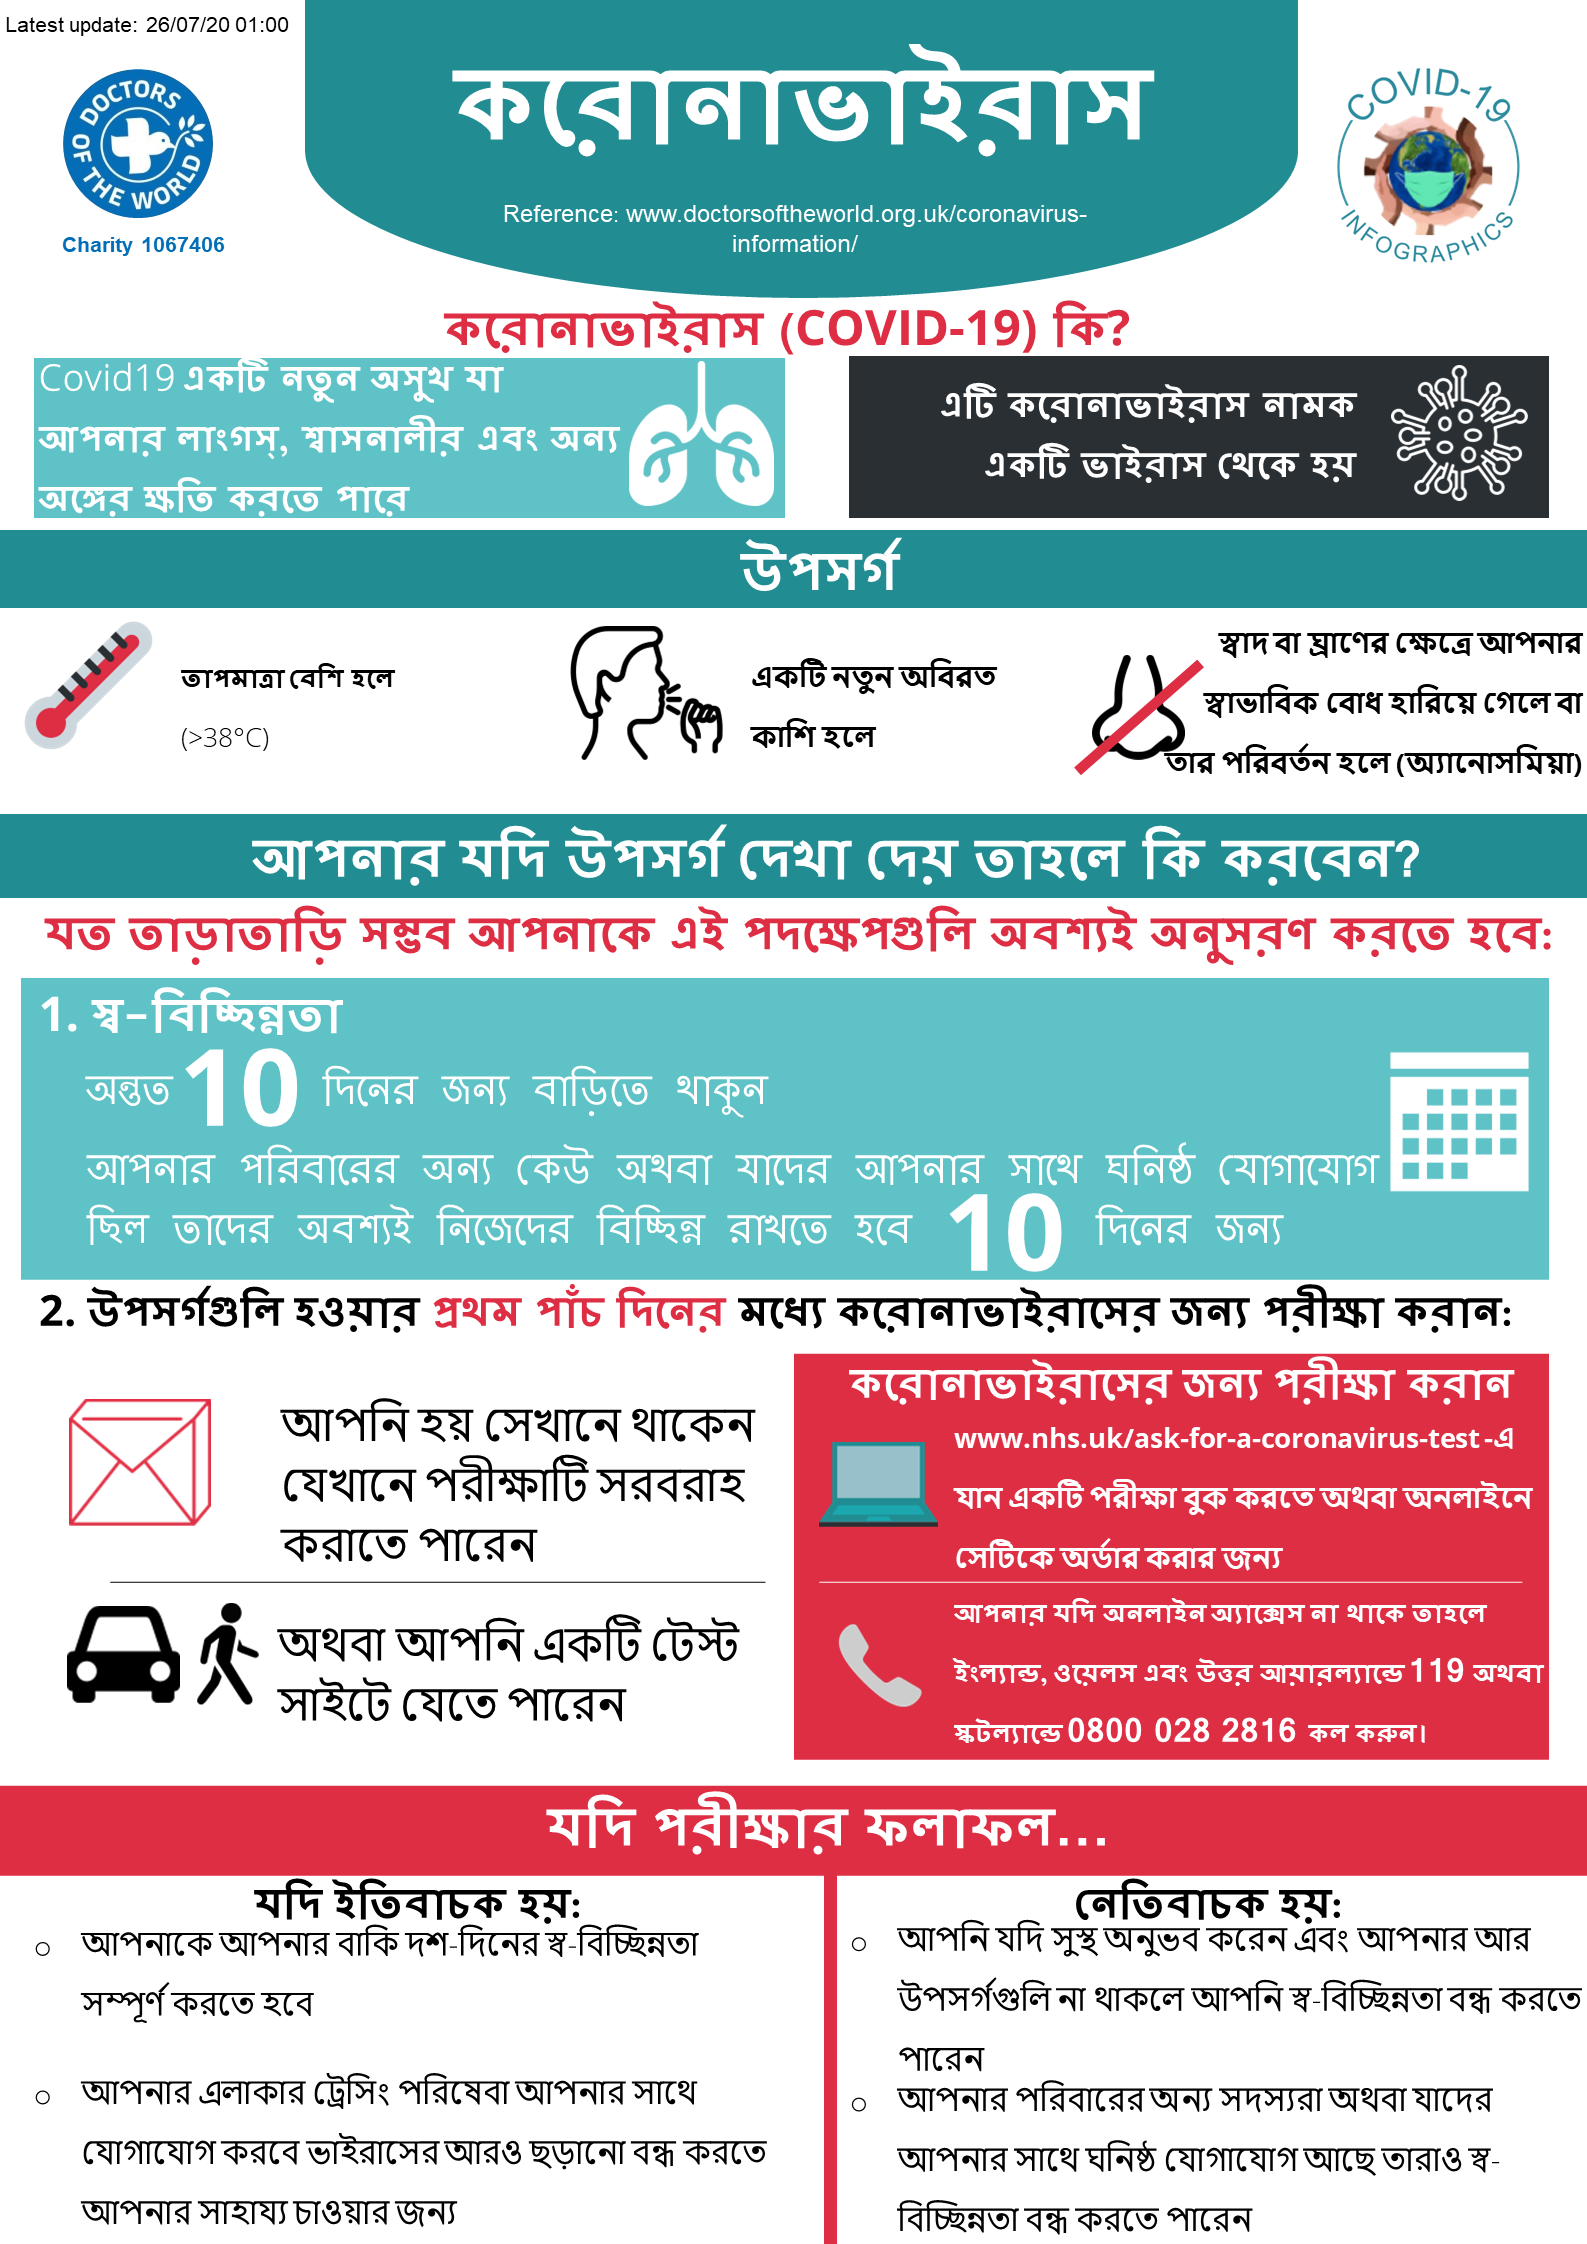 Latest update: 26/07/20 01:00
DOCTORS OF THE WORLD
Charity 1067406
করোনাভাইরাস
Reference: www.doctorsoftheworld.org.uk/coronavirus-
information/
COVID-19
INFOGRAPHICS
করোনাভাইরাস (COVID-19) কি?
Covid19 একটি নতুন অসুখ যা
আপনার লাংগস্, শ্বাসনালীর এবং অন্য
অঙ্গের ক্ষতি করতে পারে
এটি করোনাভাইরাস নামক
একটি ভাইরাস থেকে হয়
উপসর্গ
তাপমাত্রা বেশি হলে
(>38°C)
একটি নতুন অবিরত
কাশি হলে
স্বাদ বা ঘ্রাণের ক্ষেত্রে আপনার
স্বাভাবিক বোধ হারিয়ে গেলে বা
তার পরিবর্তন হলে (অ্যানোসমিয়া)
আপনার যদি উপসর্গ দেখা দেয় তাহলে কি করবেন?
যত তাড়াতাড়ি সম্ভব আপনাকে এই পদক্ষেপগুলি অবশ্যই অনুসরণ করতে হবে:
1. স্ব-বিচ্ছিন্নতা
অন্তত 10 দিনের জন্য বাড়িতে থাকুন
আপনার পরিবারের অন্য কেউ অথবা যাদের আপনার সাথে ঘনিষ্ঠ যোগাযোগ
ছিল তাদের অবশ্যই নিজেদের বিচ্ছিন্ন রাখতে হবে 10 দিনের জন্য
2. উপসর্গগুলি হওয়ার প্রথম পাঁচ দিনের মধ্যে করোনাভাইরাসের জন্য পরীক্ষা করান:
আপনি হয় সেখানে থাকেন
যেখানে পরীক্ষাটি সরবরাহ
করাতে পারেন
অথবা আপনি একটি টেস্ট
সাইটে যেতে পারেন
করোনাভাইরাসের জন্য পরীক্ষা করান
www.nhs.uk/ask-for-a-coronavirus-test -এ
যান একটি পরীক্ষা বুক করতে অথবা অনলাইনে
সেটিকে অর্ডার করার জন্য
আপনার যদি অনলাইন অ্যাক্সেস না থাকে তাহলে
ইংল্যান্ড, ওয়েলস এবং উত্তর আয়ারল্যান্ডে 119 অথবা
স্কটল্যান্ডে 0800 028 2816 কল করুন।
যদি পরীক্ষার ফলাফল...
যদি ইতিবাচক হয়:
○ আপনাকে আপনার বাকি দশ-দিনের স্ব-বিচ্ছিন্নতা
সম্পূর্ণ করতে হবে
○ আপনার এলাকার ট্রেসিং পরিষেবা আপনার সাথে
যোগাযোগ করবে ভাইরাসের আরও ছড়ানো বন্ধ করতে
আপনার সাহায্য চাওয়ার জন্য
নেতিবাচক হয়:
○ আপনি যদি সুস্থ অনুভব করেন এবং আপনার আর
উপসর্গগুলি না থাকলে আপনি স্ব-বিচ্ছিন্নতা বন্ধ করতে
পারেন
○ আপনার পরিবারের অন্য সদস্যরা অথবা যাদের
আপনার সাথে ঘনিষ্ঠ যোগাযোগ আছে তারাও স্ব-
বিচ্ছিন্নতা বন্ধ করতে পারেন